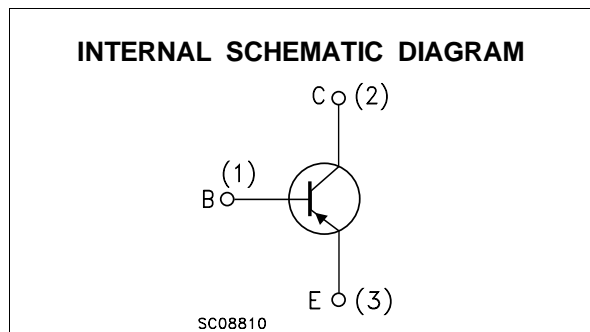 INTERNAL SCHEMATIC DIAGRAM
C (2)
(1)
B
E (3)
SC08810